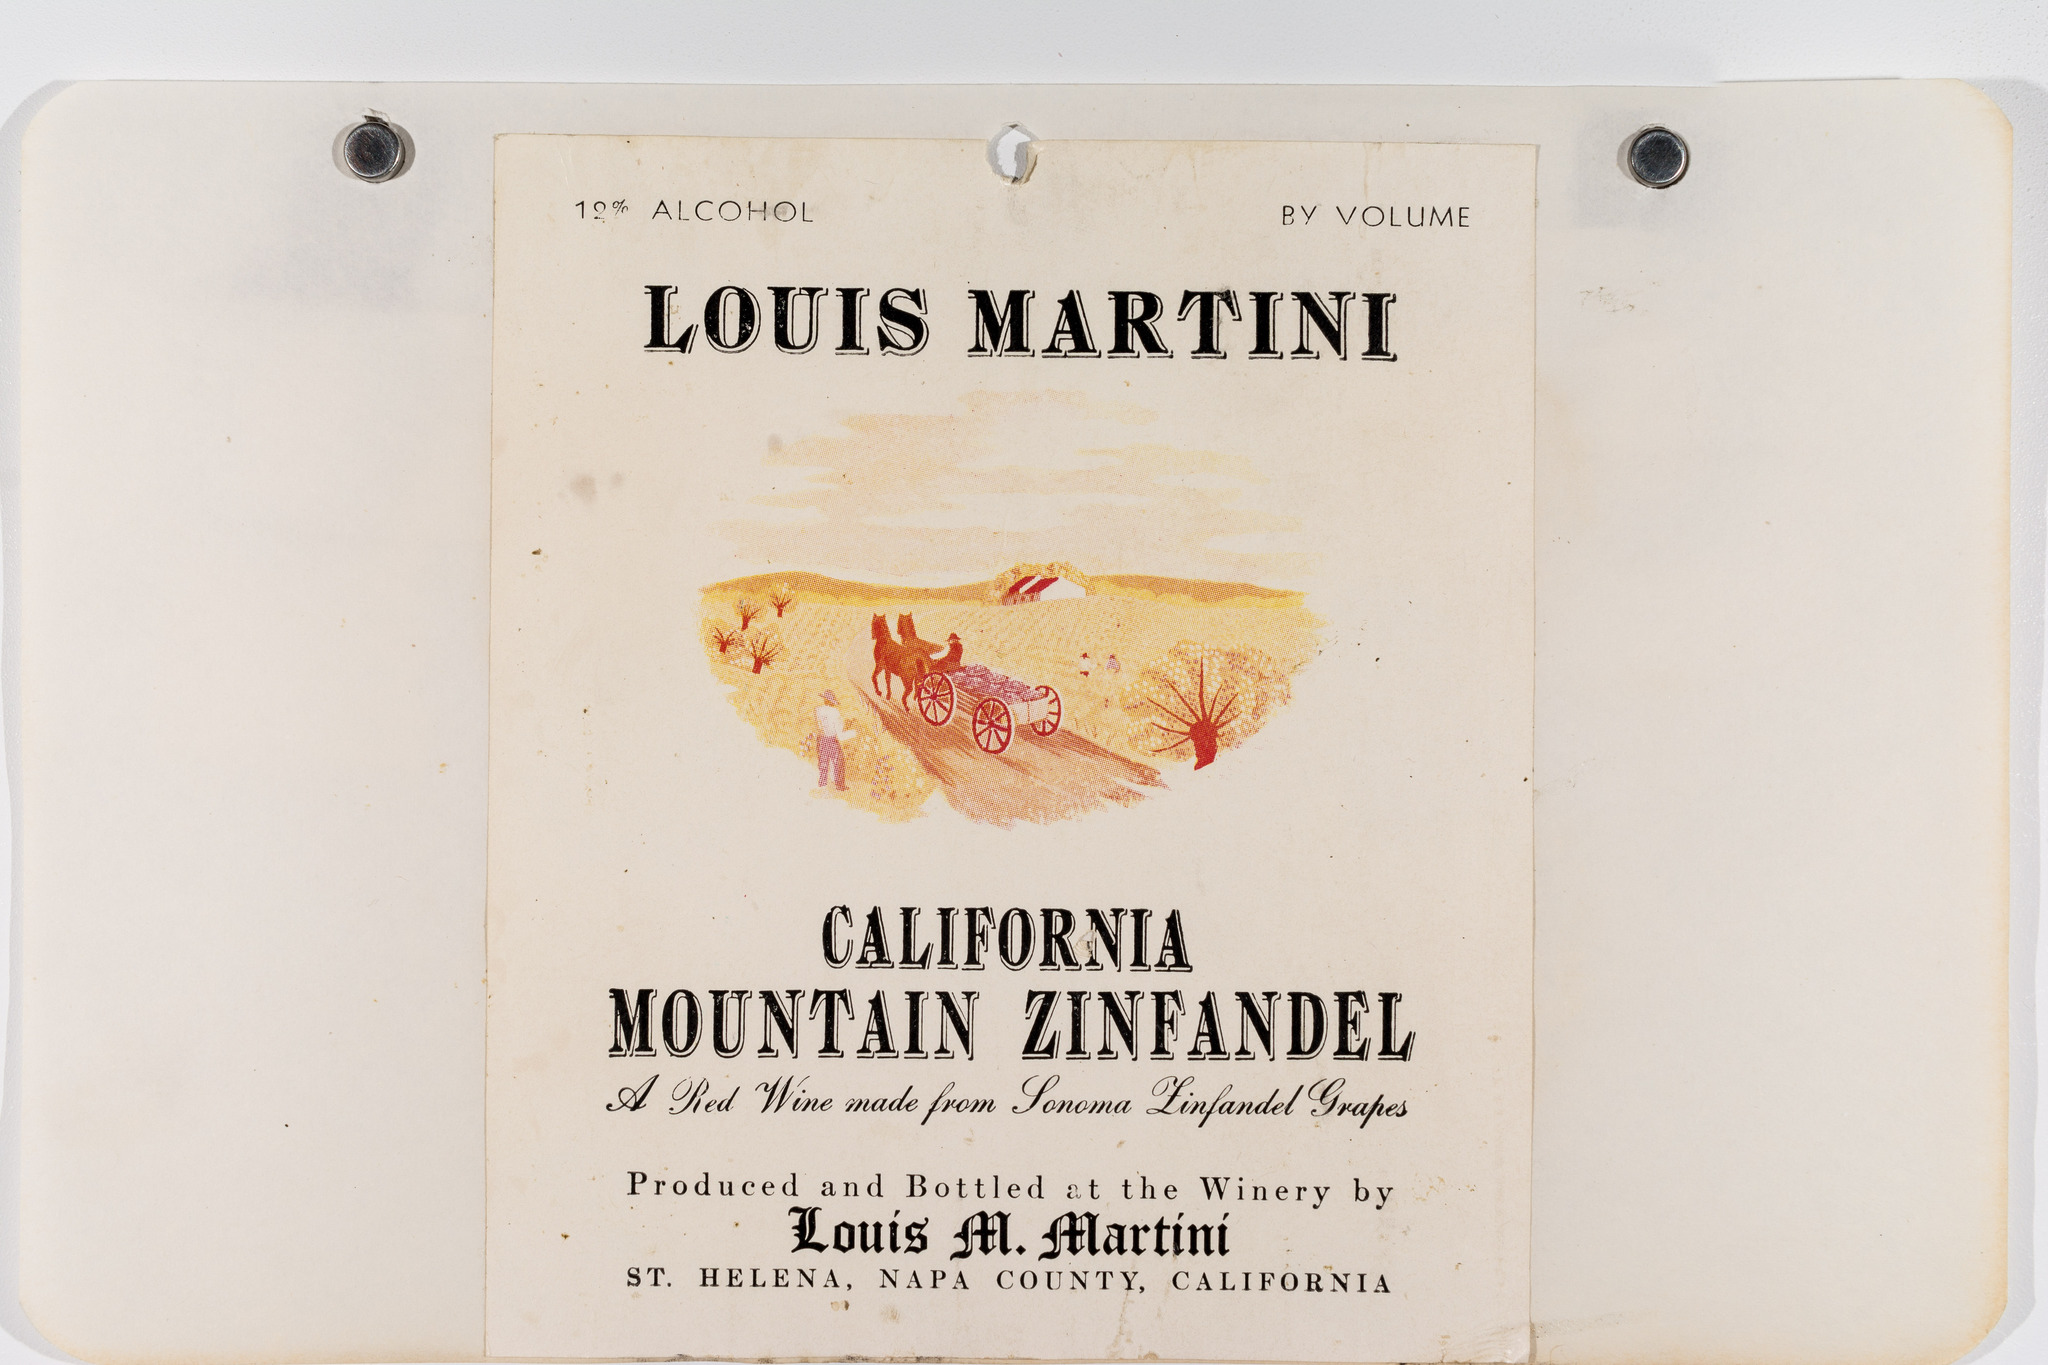 12% ALCOHOL BY VOLUME
LOUIS MARTINI
CALIFORNIA
MOUNTAIN ZINFANDEL
A Red Wine made from Sonoma Zinfandel Grapes
Produced and Bottled at the Winery by
Louis M. Martini
ST. HELENA, NAPA COUNTY, CALIFORNIA